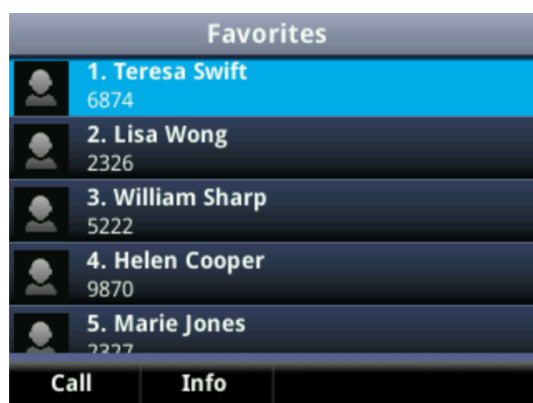 Favorites
1. Teresa Swift
6874
2. Lisa Wong
2326
3. William Sharp
5222
4. Helen Cooper
9870
5. Marie Jones
2327
Call Info